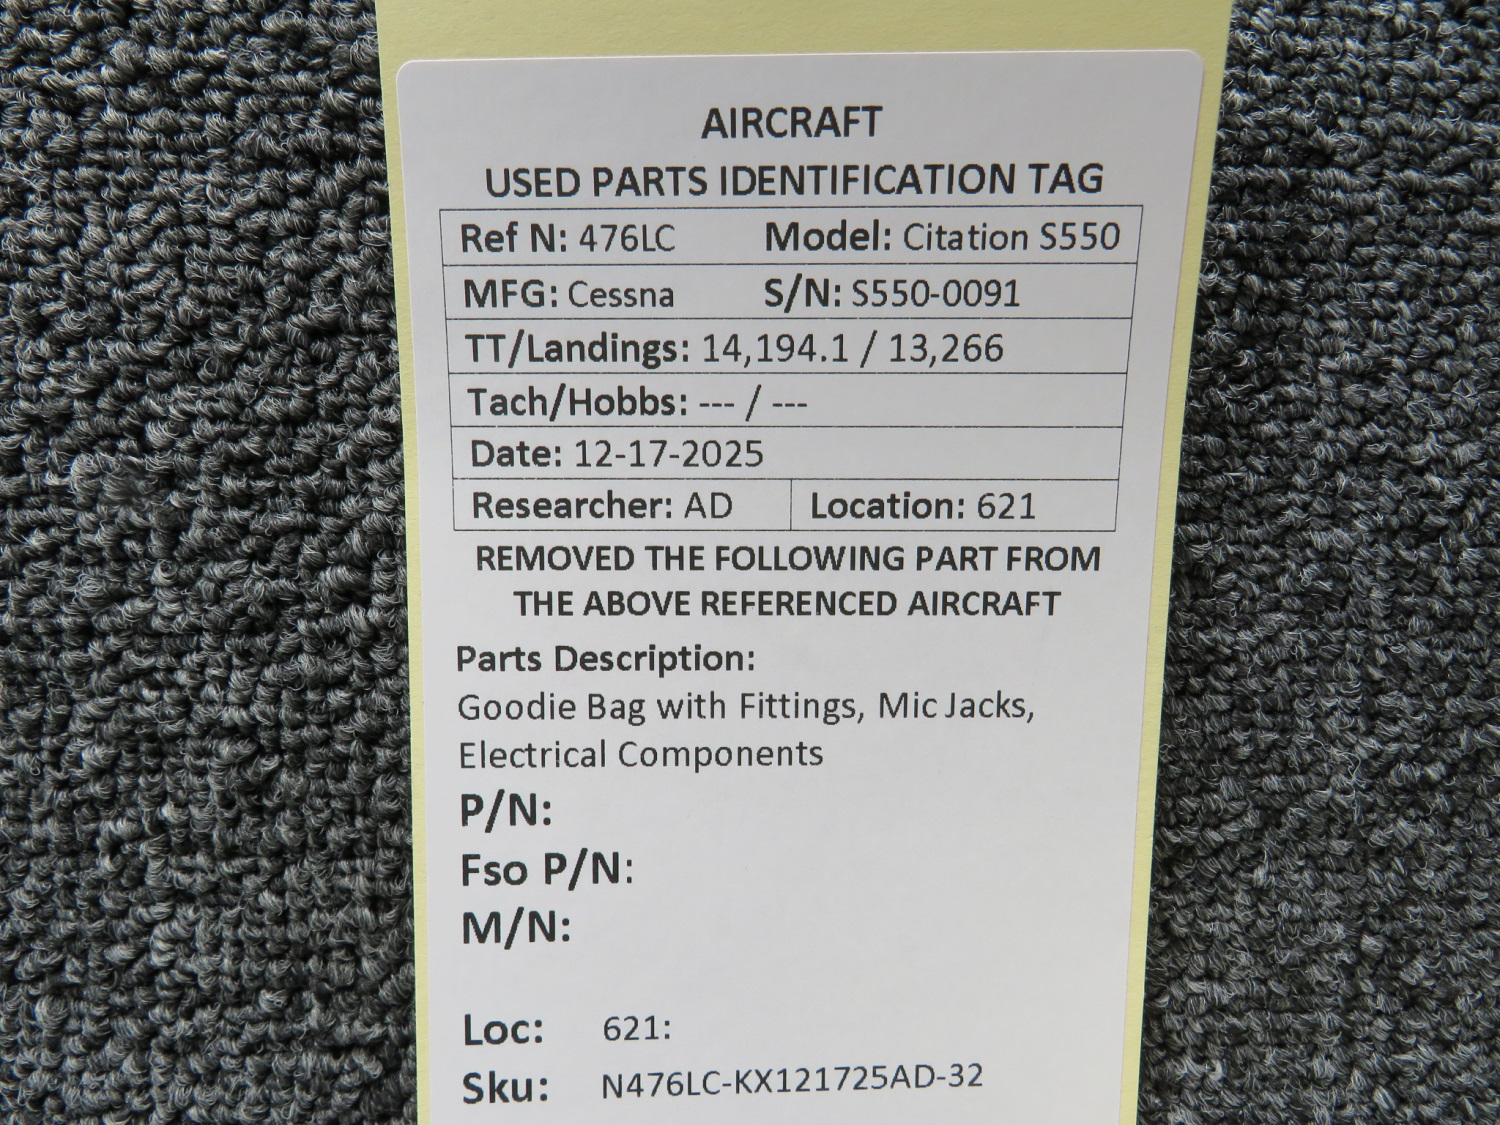 AIRCRAFT
USED PARTS IDENTIFICATION TAG
Ref N: 476LC Model: Citation S550
MFG: Cessna S/N: S550-0091
TT/Landings: 14,194.1 / 13,266
Tach/Hobbs: --- / ---
Date: 12-17-2025
Researcher: AD Location: 621
REMOVED THE FOLLOWING PART FROM
THE ABOVE REFERENCED AIRCRAFT
Parts Description:
Goodie Bag with Fittings, Mic Jacks,
Electrical Components
P/N:
Fso P/N:
M/N:
Loc: 621:
Sku: N476LC-KX121725AD-32